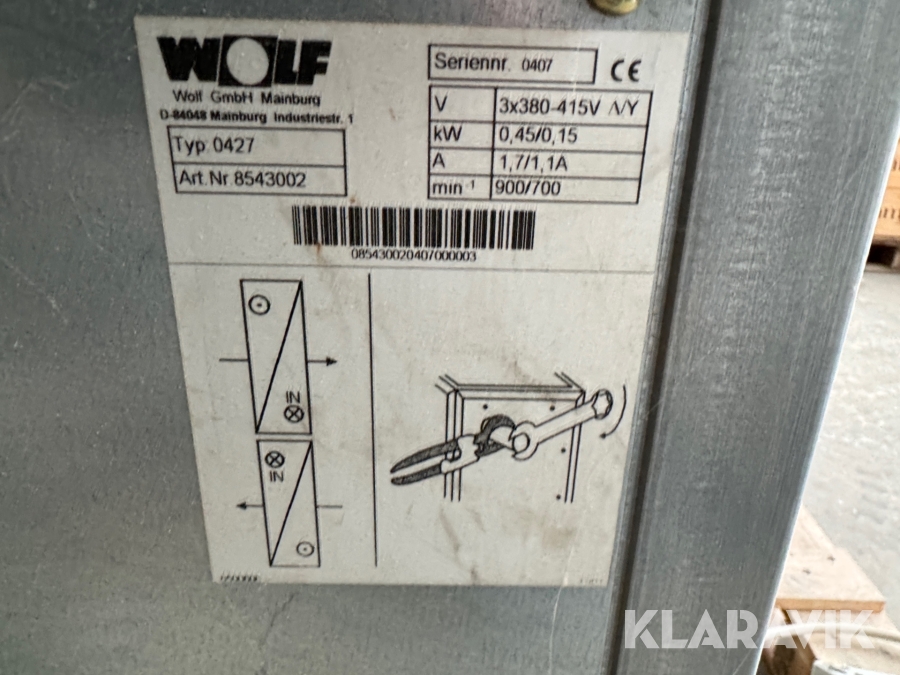 WOLF
Wolf GmbH Mainburg
D-84048 Mainburg Industriestr. 1
Typ 0427
Art.Nr 8543002
Seriennr. 0407 CE
V 3x380-415V Λ/Y
kW 0,45/0,15
A 1,7/1,1A
min-1 900/700
085430020407000003
IN
IN
KLARAVIK